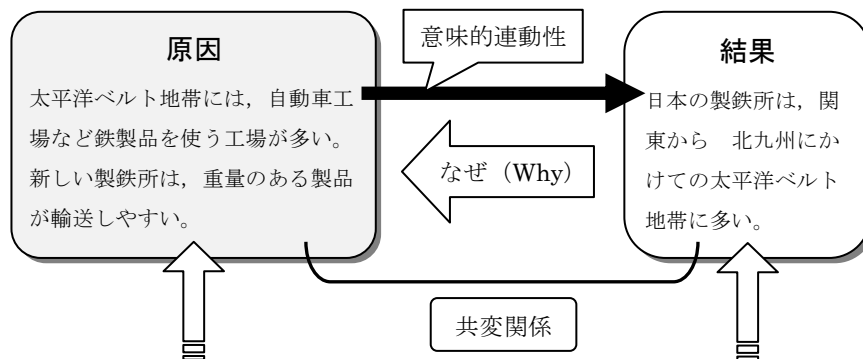 原因
太平洋ベルト地帯には，自動車工
場など鉄製品を使う工場が多い。
新しい製鉄所は，重量のある製品
が輸送しやすい。
意味的連動性
なぜ（Why）
結果
日本の製鉄所は，関
東から　北九州にか
けての太平洋ベルト
地帯に多い。
共変関係